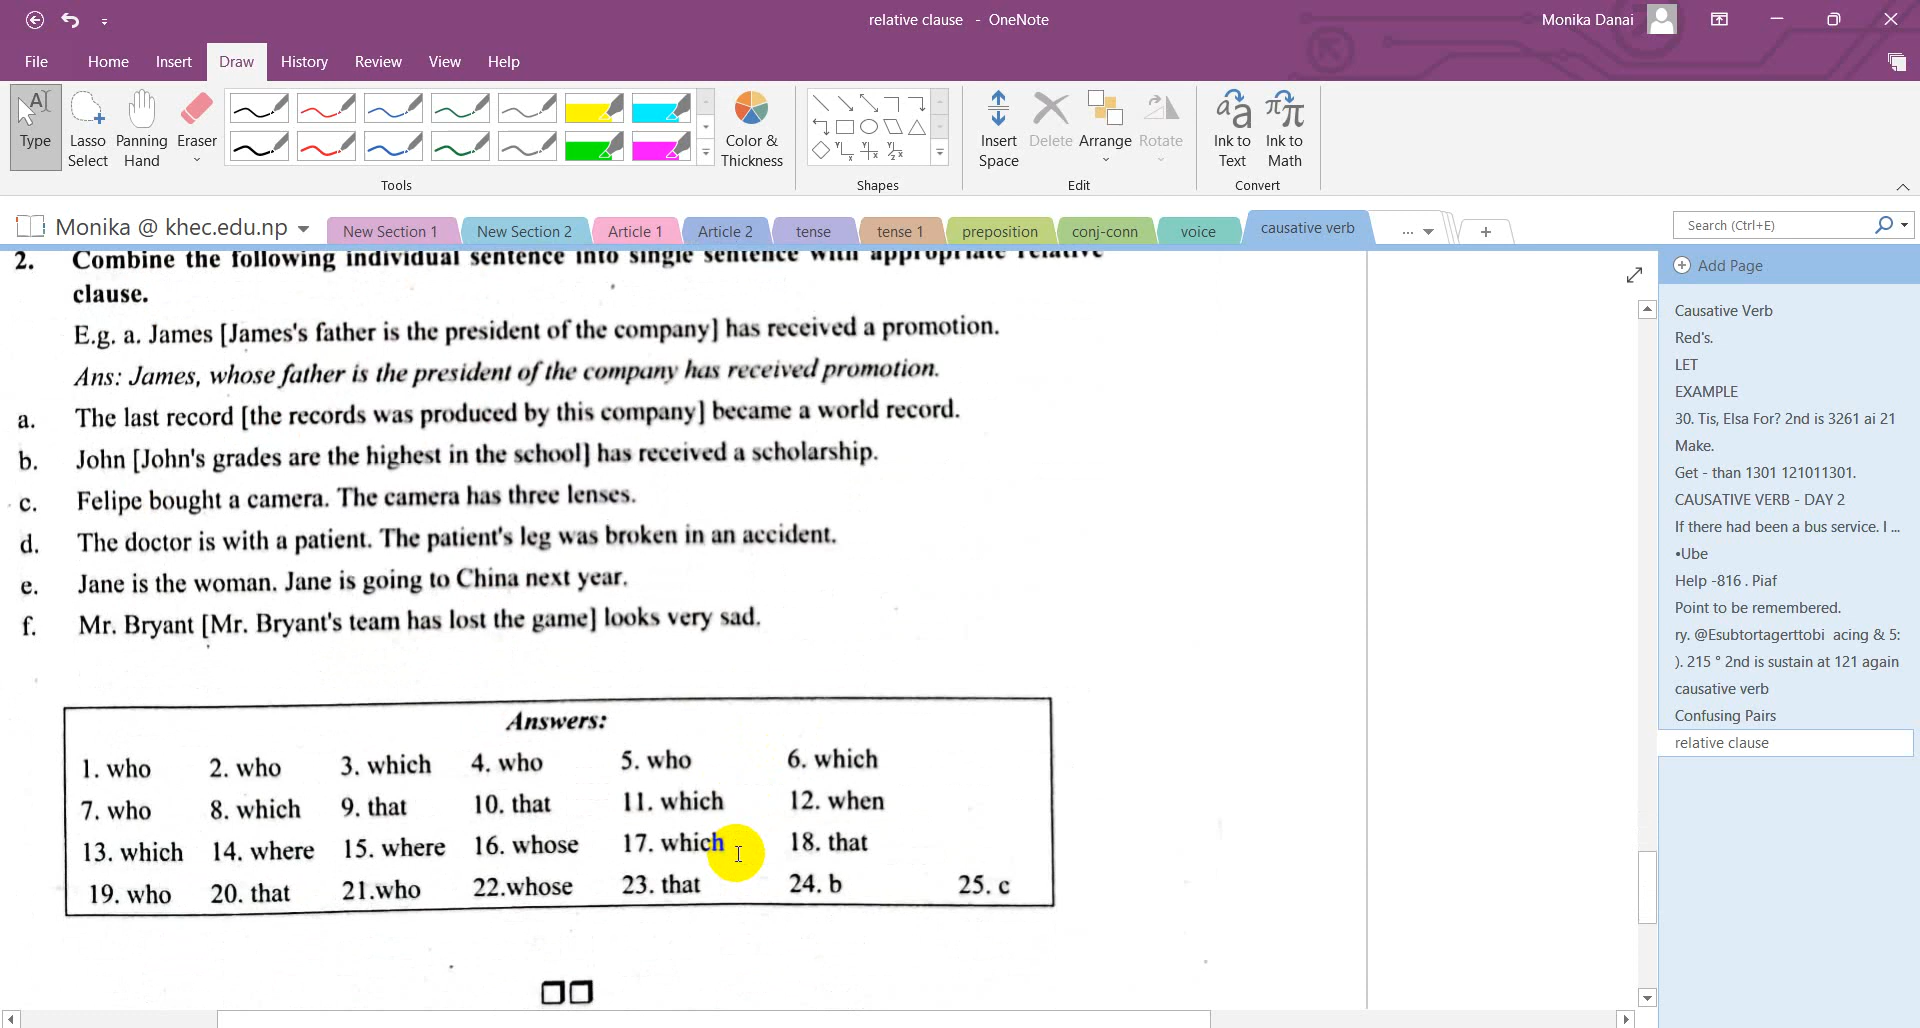 relative clause - OneNote
Monika Danai
File Home Insert Draw History Review View Help
Type
Lasso Select
Panning Hand
Eraser
Color & Thickness
Insert Space
Delete
Arrange
Rotate
Ink to Text
Ink to Math
Tools Shapes Edit Convert
Monika @ khec.edu.np
New Section 1 New Section 2 Article 1 Article 2 tense tense 1 preposition conj-conn voice causative verb ... +
Search (Ctrl+E)
2. Combine the following individual sentence into single sentence with appropriate relative
clause.
E.g. a. James [James's father is the president of the company] has received a promotion.
Ans: James, whose father is the president of the company has received promotion.
a. The last record [the records was produced by this company] became a world record.
b. John [John's grades are the highest in the school] has received a scholarship.
c. Felipe bought a camera. The camera has three lenses.
d. The doctor is with a patient. The patient's leg was broken in an accident.
e. Jane is the woman. Jane is going to China next year.
f. Mr. Bryant [Mr. Bryant's team has lost the game] looks very sad.
Answers:
1. who 2. who 3. which 4. who 5. who 6. which
7. who 8. which 9. that 10. that 11. which 12. when
13. which 14. where 15. where 16. whose 17. which 18. that
19. who 20. that 21.who 22.whose 23. that 24. b 25. c
Add Page
Causative Verb
Red's.
LET
EXAMPLE
30. Tis, Elsa For? 2nd is 3261 ai 21
Make.
Get - than 1301 121011301.
CAUSATIVE VERB - DAY 2
If there had been a bus service. I ...
•Ube
Help -816 . Piaf
Point to be remembered.
ry. @Esubtortagerttobi acing & 5:
). 215 ° 2nd is sustain at 121 again
causative verb
Confusing Pairs
relative clause